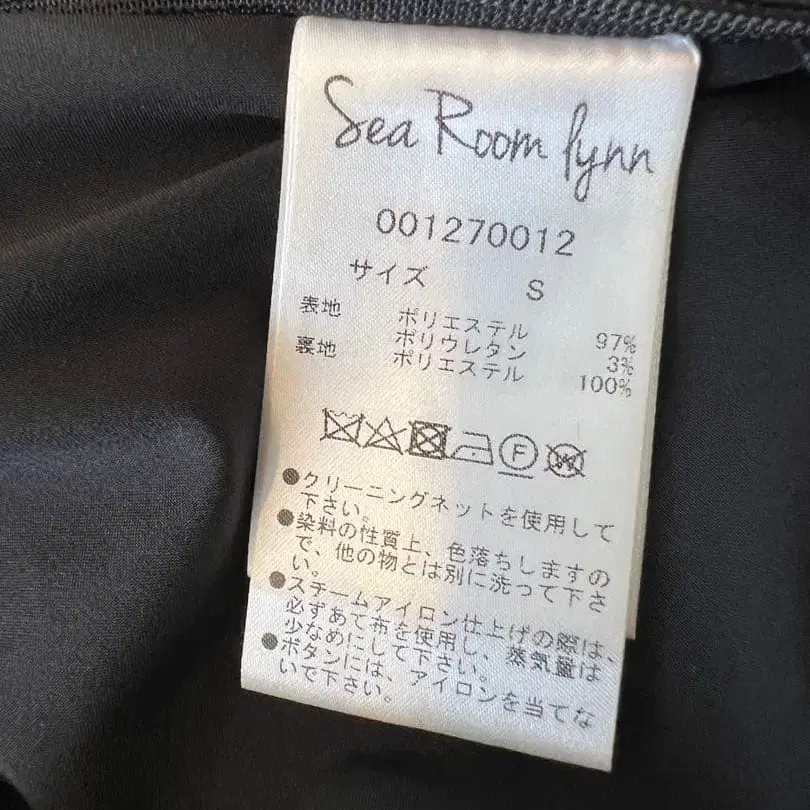 Sea Room lynn
001270012
サイズ S
表地 ポリエステル 97%
ポリウレタン 3%
裏地 ポリエステル 100%
F
W
●クリーニングネットを使用して
下さい。
●染料の性質上、色落ちしますの
で、他の物とは別に洗って下さ
い。
●スチームアイロン仕上げの際は、
必ずあて布を使用し、蒸気量は
少なめにして下さい。
●ボタンには、アイロンを当てな
いで下さい。